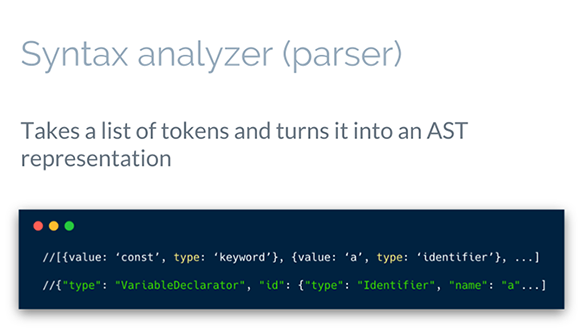 Syntax analyzer (parser)
Takes a list of tokens and turns it into an AST
representation
//[{value: ‘const’, type: ‘keyword’}, {value: ‘a’, type: ‘identifier’}, ...]
//{"type": "VariableDeclarator", "id": {"type": "Identifier", "name": "a"...]